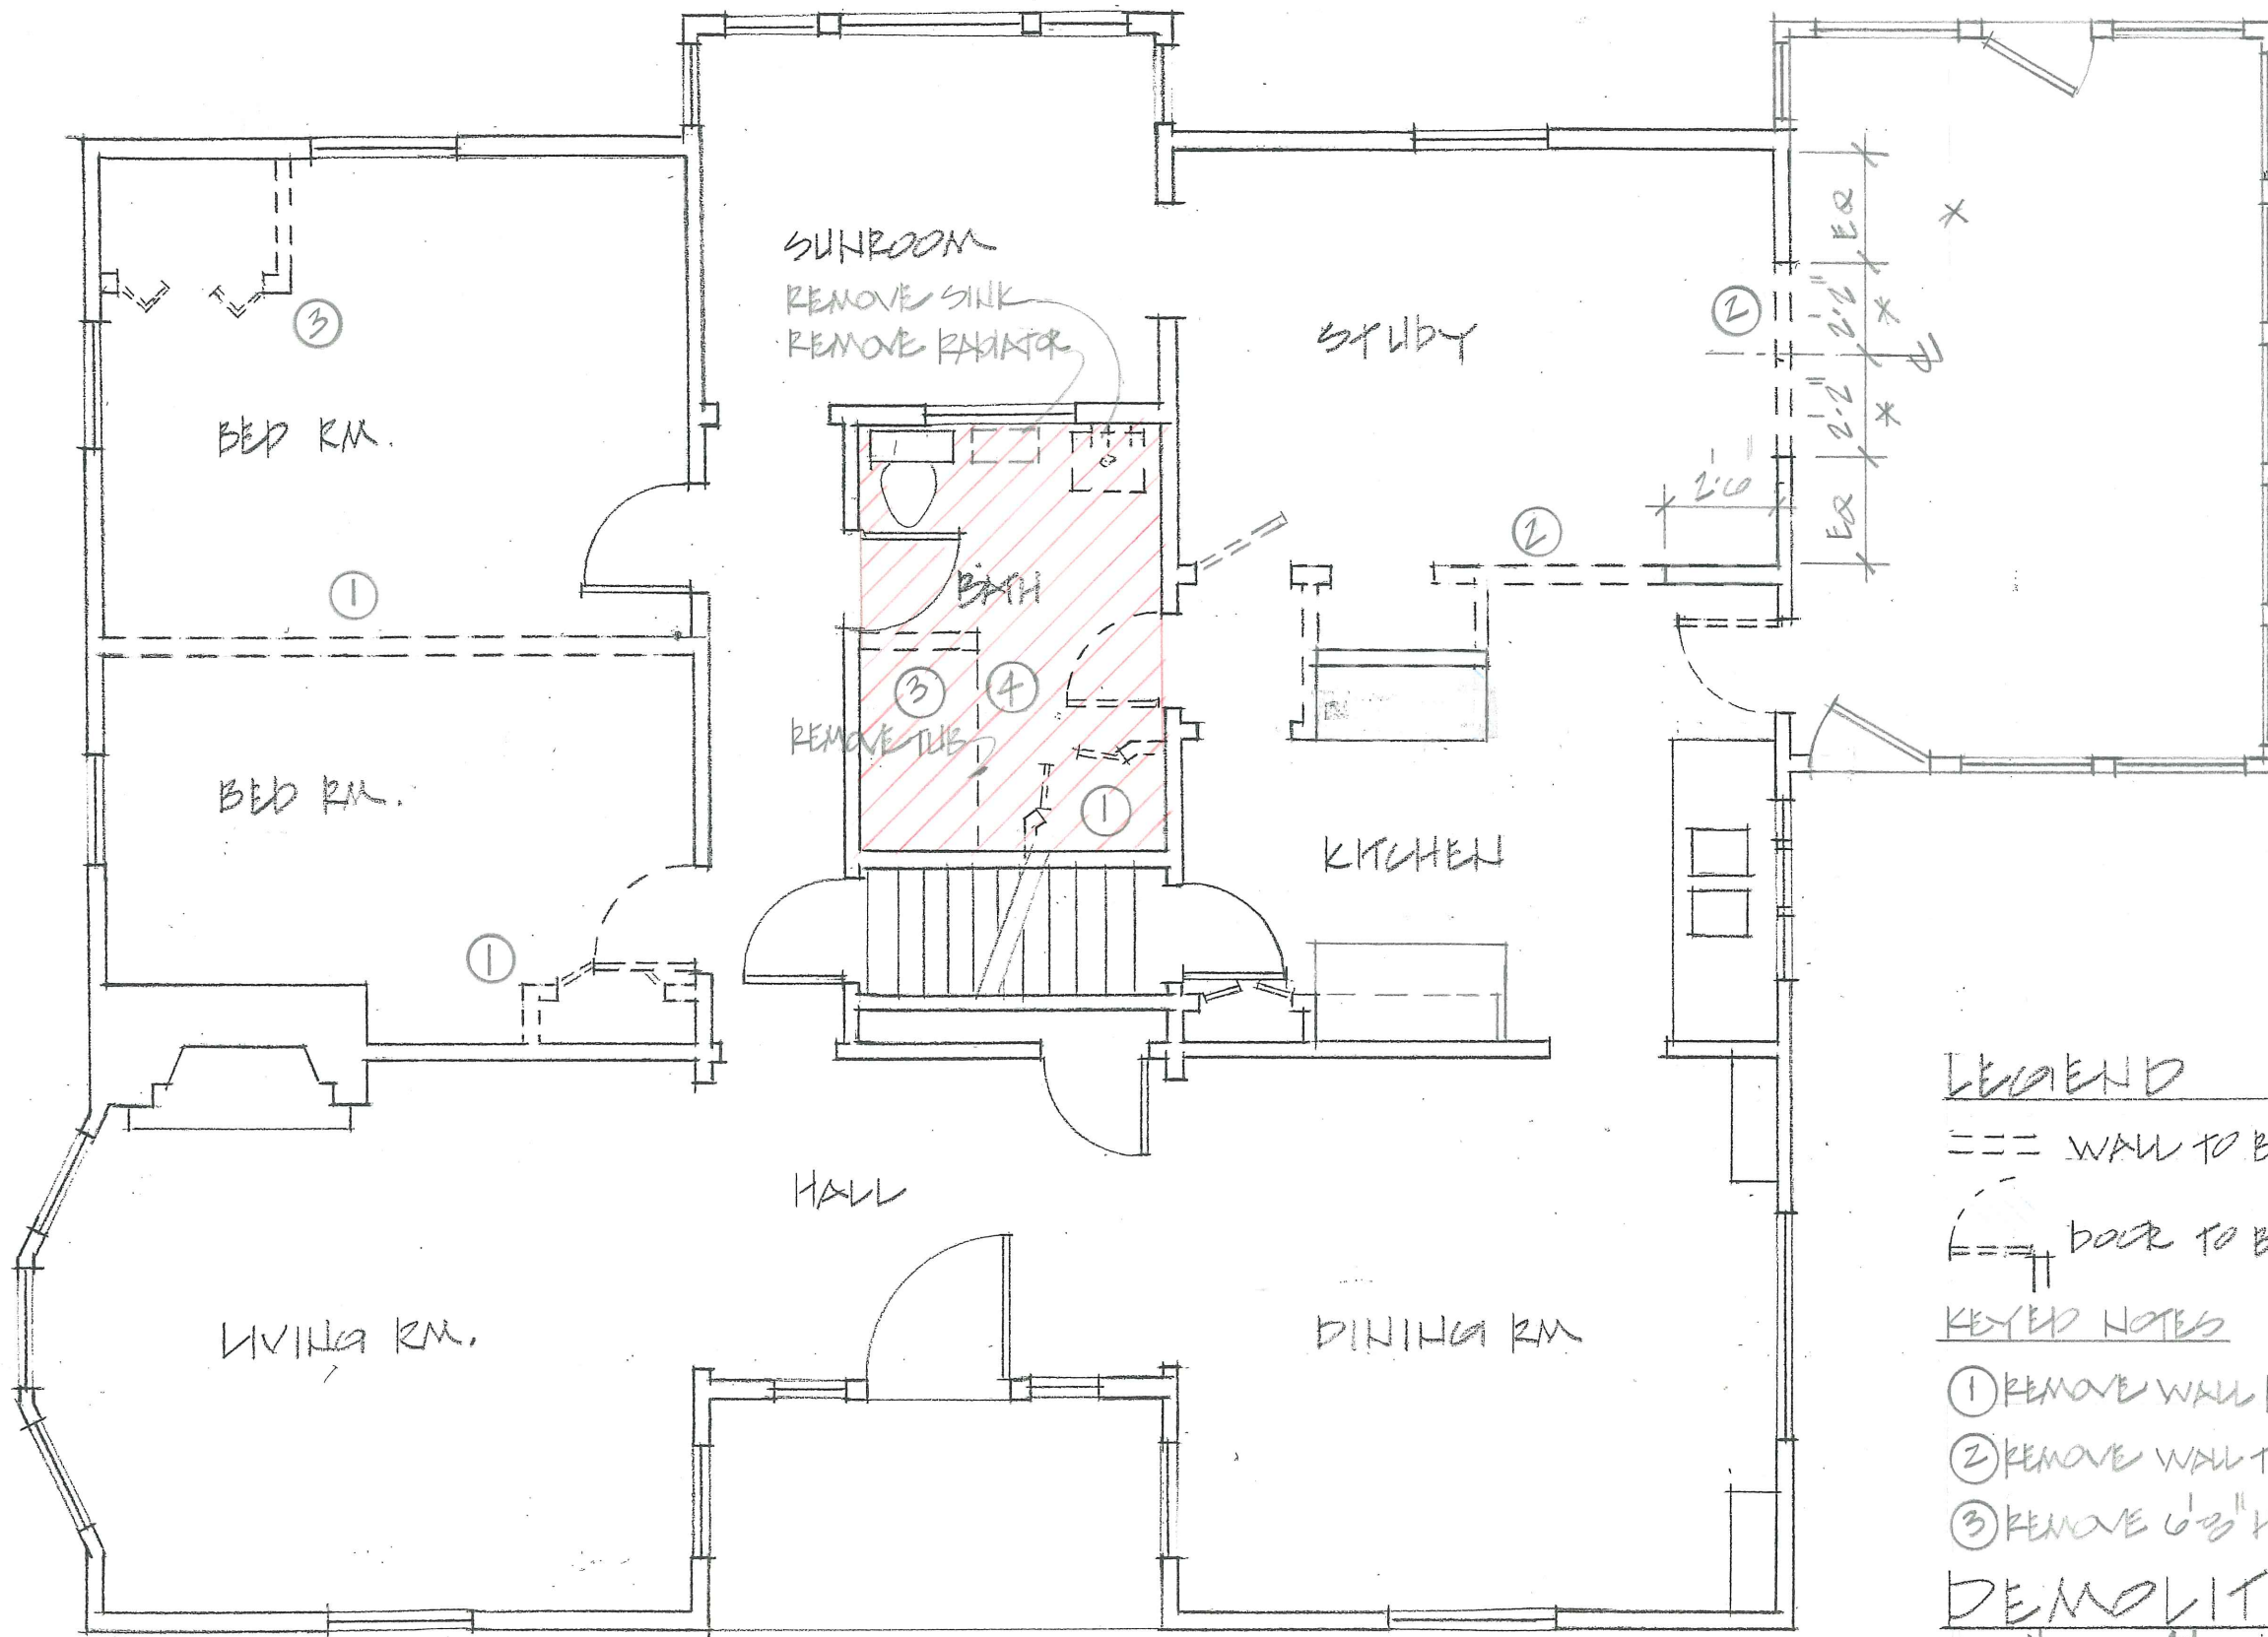 SUNROOM
REMOVE SINK
REMOVE RADIATOR
STUDY
BED RM.
BATH
BED RM.
REMOVE TUB
KITCHEN
HALL
LIVING RM.
DINING RM
③
①
①
③
④
①
②
②
EQ
2'-2"
2'-2"
EQ
2'-6"
*
*
*
LEGEND
WALL TO B
DOOR TO B
KEYED NOTES
① REMOVE WALL
② REMOVE WALL T
③ REMOVE 6'-8" H
DEMOLIT